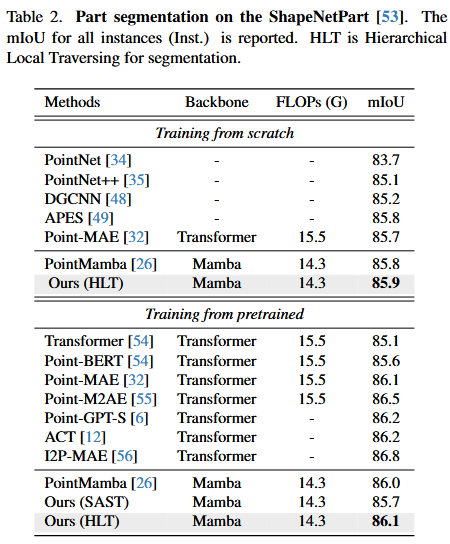 Table 2. Part segmentation on the ShapeNetPart [53]. The
mIoU for all instances (Inst.) is reported. HLT is Hierarchical
Local Traversing for segmentation.
Methods Backbone FLOPs (G) mIoU
Training from scratch
PointNet [34] - - 83.7
PointNet++ [35] - - 85.1
DGCNN [48] - - 85.2
APES [49] - - 85.8
Point-MAE [32] Transformer 15.5 85.7
PointMamba [26] Mamba 14.3 85.8
Ours (HLT) Mamba 14.3 85.9
Training from pretrained
Transformer [54] Transformer 15.5 85.1
Point-BERT [54] Transformer 15.5 85.6
Point-MAE [32] Transformer 15.5 86.1
Point-M2AE [55] Transformer 15.5 86.5
Point-GPT-S [6] Transformer - 86.2
ACT [12] Transformer - 86.2
I2P-MAE [56] Transformer - 86.8
PointMamba [26] Mamba 14.3 86.0
Ours (SAST) Mamba 14.3 85.7
Ours (HLT) Mamba 14.3 86.1